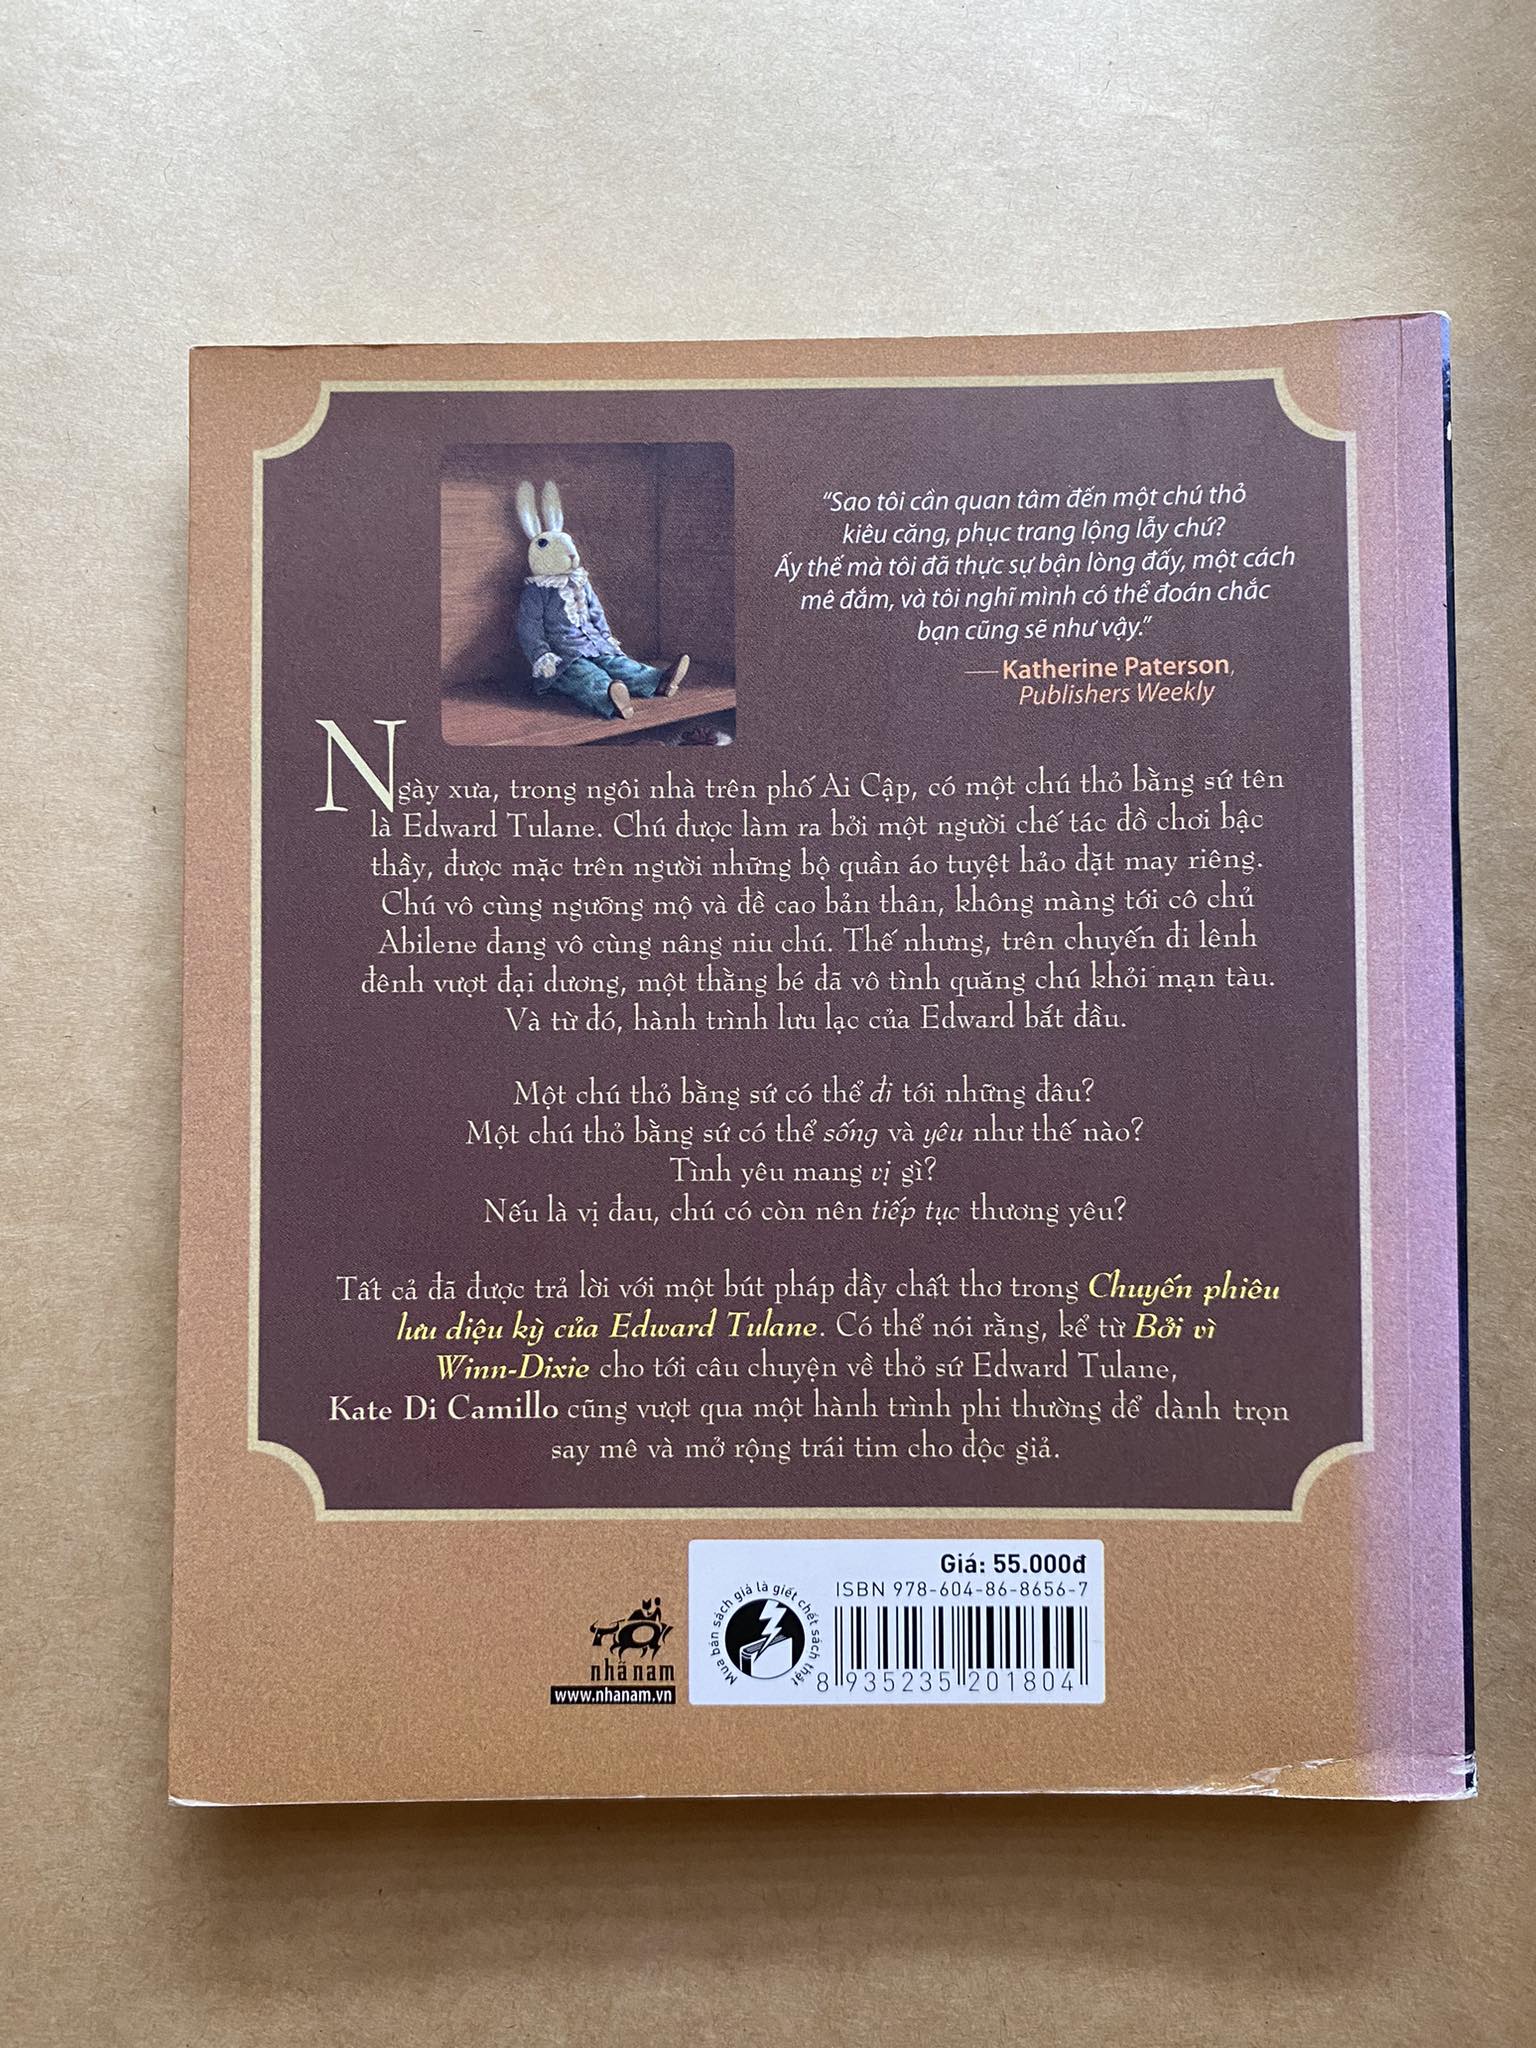 “Sao tôi cần quan tâm đến một chú thỏ
kiêu căng, phục trang lộng lẫy chứ?
Ấy thế mà tôi đã thực sự bận lòng đấy, một cách
mê đắm, và tôi nghĩ mình có thể đoán chắc
bạn cũng sẽ như vậy.”
— Katherine Paterson,
Publishers Weekly
Ngày xưa, trong ngôi nhà trên phố Ai Cập, có một chú thỏ bằng sứ tên
là Edward Tulane. Chú được làm ra bởi một người chế tác đồ chơi bậc
thầy, được mặc trên người những bộ quần áo tuyệt hảo đặt may riêng.
Chú vô cùng ngưỡng mộ và đề cao bản thân, không màng tới cô chủ
Abilene đang vô cùng nâng niu chú. Thế nhưng, trên chuyến đi lênh
đênh vượt đại dương, một thằng bé đã vô tình quăng chú khỏi mạn tàu.
Và từ đó, hành trình lưu lạc của Edward bắt đầu.
Một chú thỏ bằng sứ có thể đi tới những đâu?
Một chú thỏ bằng sứ có thể sống và yêu như thế nào?
Tình yêu mang vị gì?
Nếu là vị đau, chú có còn nên tiếp tục thương yêu?
Tất cả đã được trả lời với một bút pháp đầy chất thơ trong Chuyến phiêu
lưu diệu kỳ của Edward Tulane. Có thể nói rằng, kể từ Bởi vì
Winn-Dixie cho tới câu chuyện về thỏ sứ Edward Tulane,
Kate Di Camillo cũng vượt qua một hành trình phi thường để dành trọn
say mê và mở rộng trái tim cho độc giả.
Giá: 55.000đ
ISBN 978-604-86-8656-7
Mua bán sách giả là giết chết sách thật
8 935235 201804
nhã nam
www.nhanam.vn